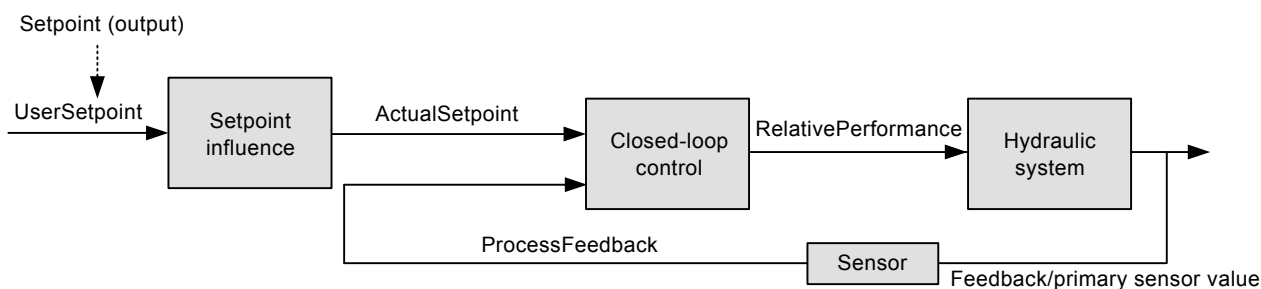 Setpoint (output)
UserSetpoint
Setpoint
influence
ActualSetpoint
Closed-loop
control
RelativePerformance
Hydraulic
system
ProcessFeedback
Sensor
Feedback/primary sensor value